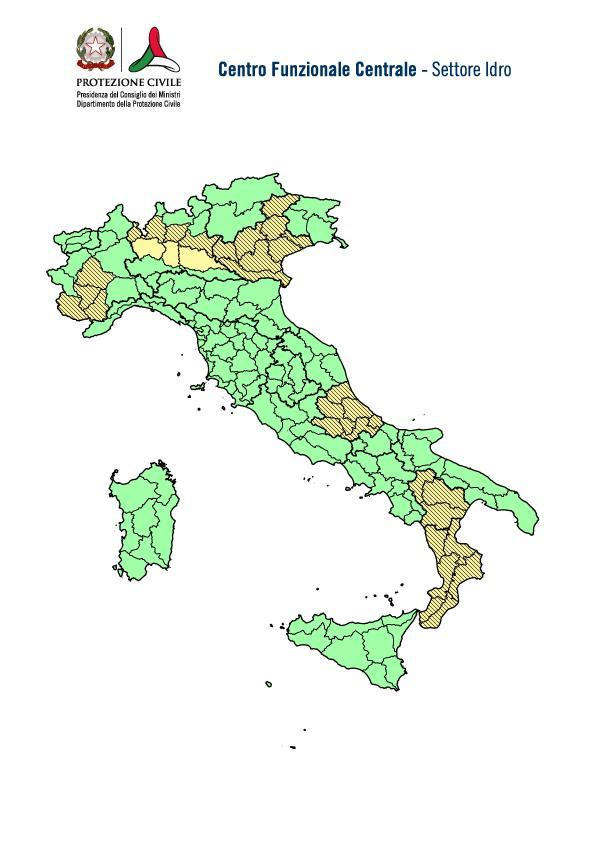 Centro Funzionale Centrale - Settore Idro
PROTEZIONE CIVILE
Presidenza del Consiglio dei Ministri
Dipartimento della Protezione Civile